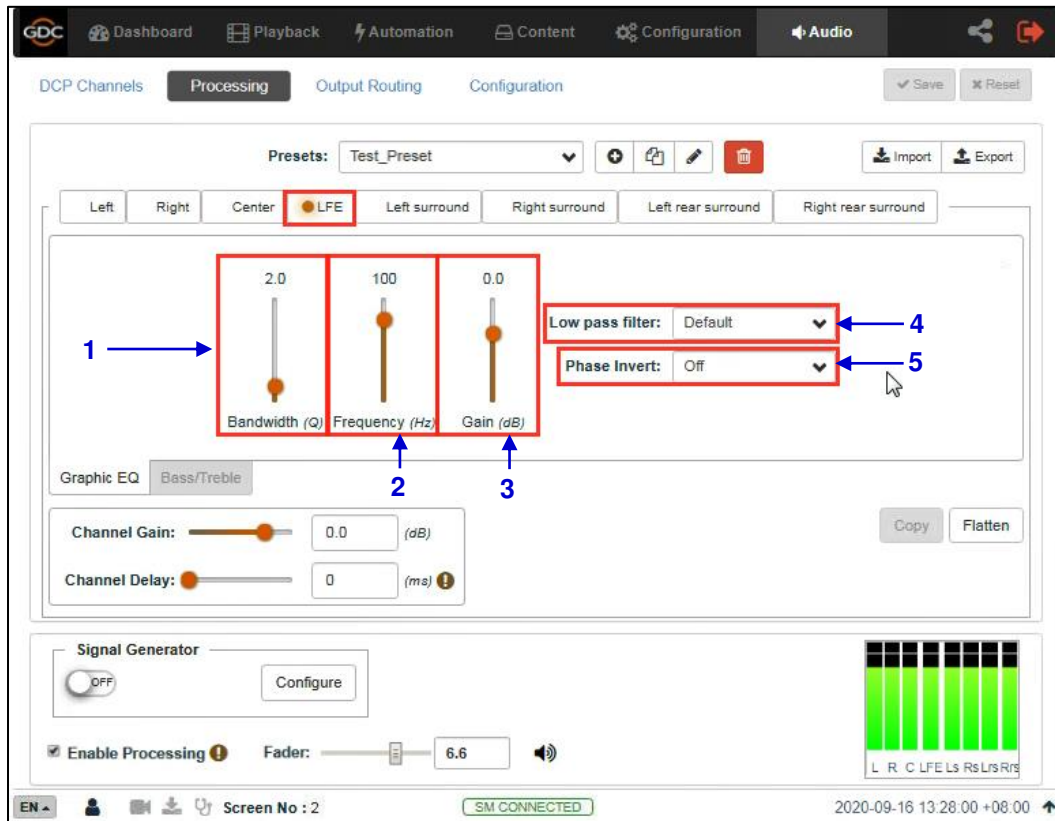 GDC Dashboard Playback Automation Content Configuration Audio
DCP Channels Processing Output Routing Configuration Save Reset
Presets: Test_Preset Import Export
Left Right Center LFE Left surround Right surround Left rear surround Right rear surround
2.0 100 0.0
Low pass filter: Default 4
1
Phase Invert: Off 5
Bandwidth (Q) Frequency (Hz) Gain (dB)
2 3
Graphic EQ Bass/Treble
Channel Gain: 0.0 (dB) Copy Flatten
Channel Delay: 0 (ms)
Signal Generator
OFF Configure
Enable Processing Fader: 6.6
L R C LFE Ls Rs Lrs Rrs
EN Screen No : 2 SM CONNECTED 2020-09-16 13:28:00 +08:00